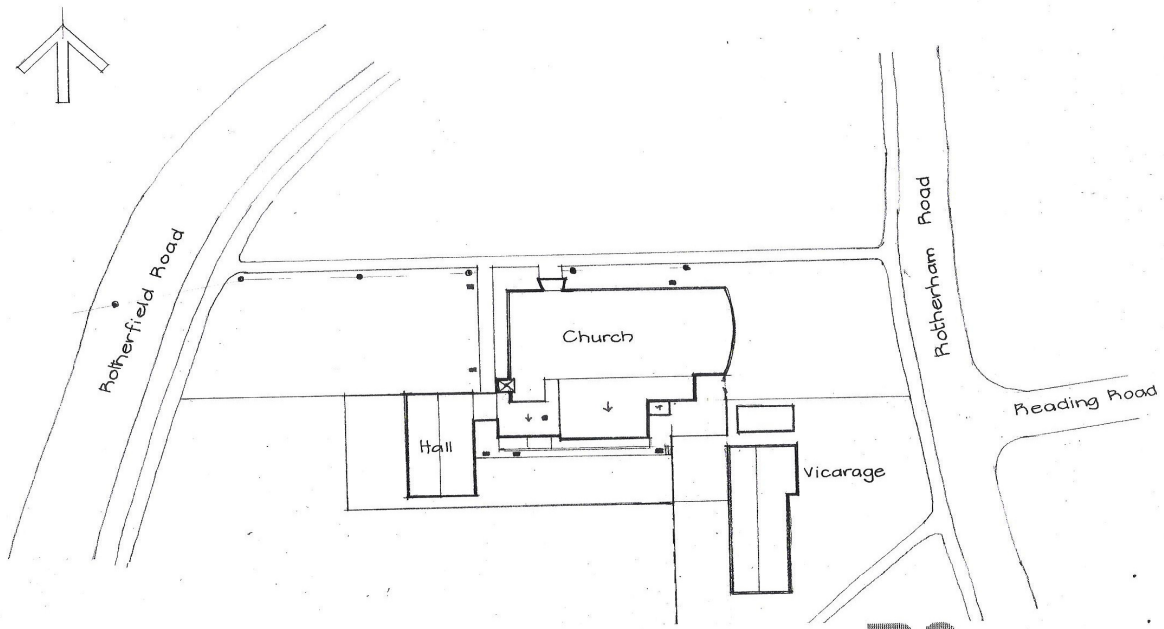 Rotherfield Road
Rotherham Road
Church
Reading Road
Hall
Vicarage